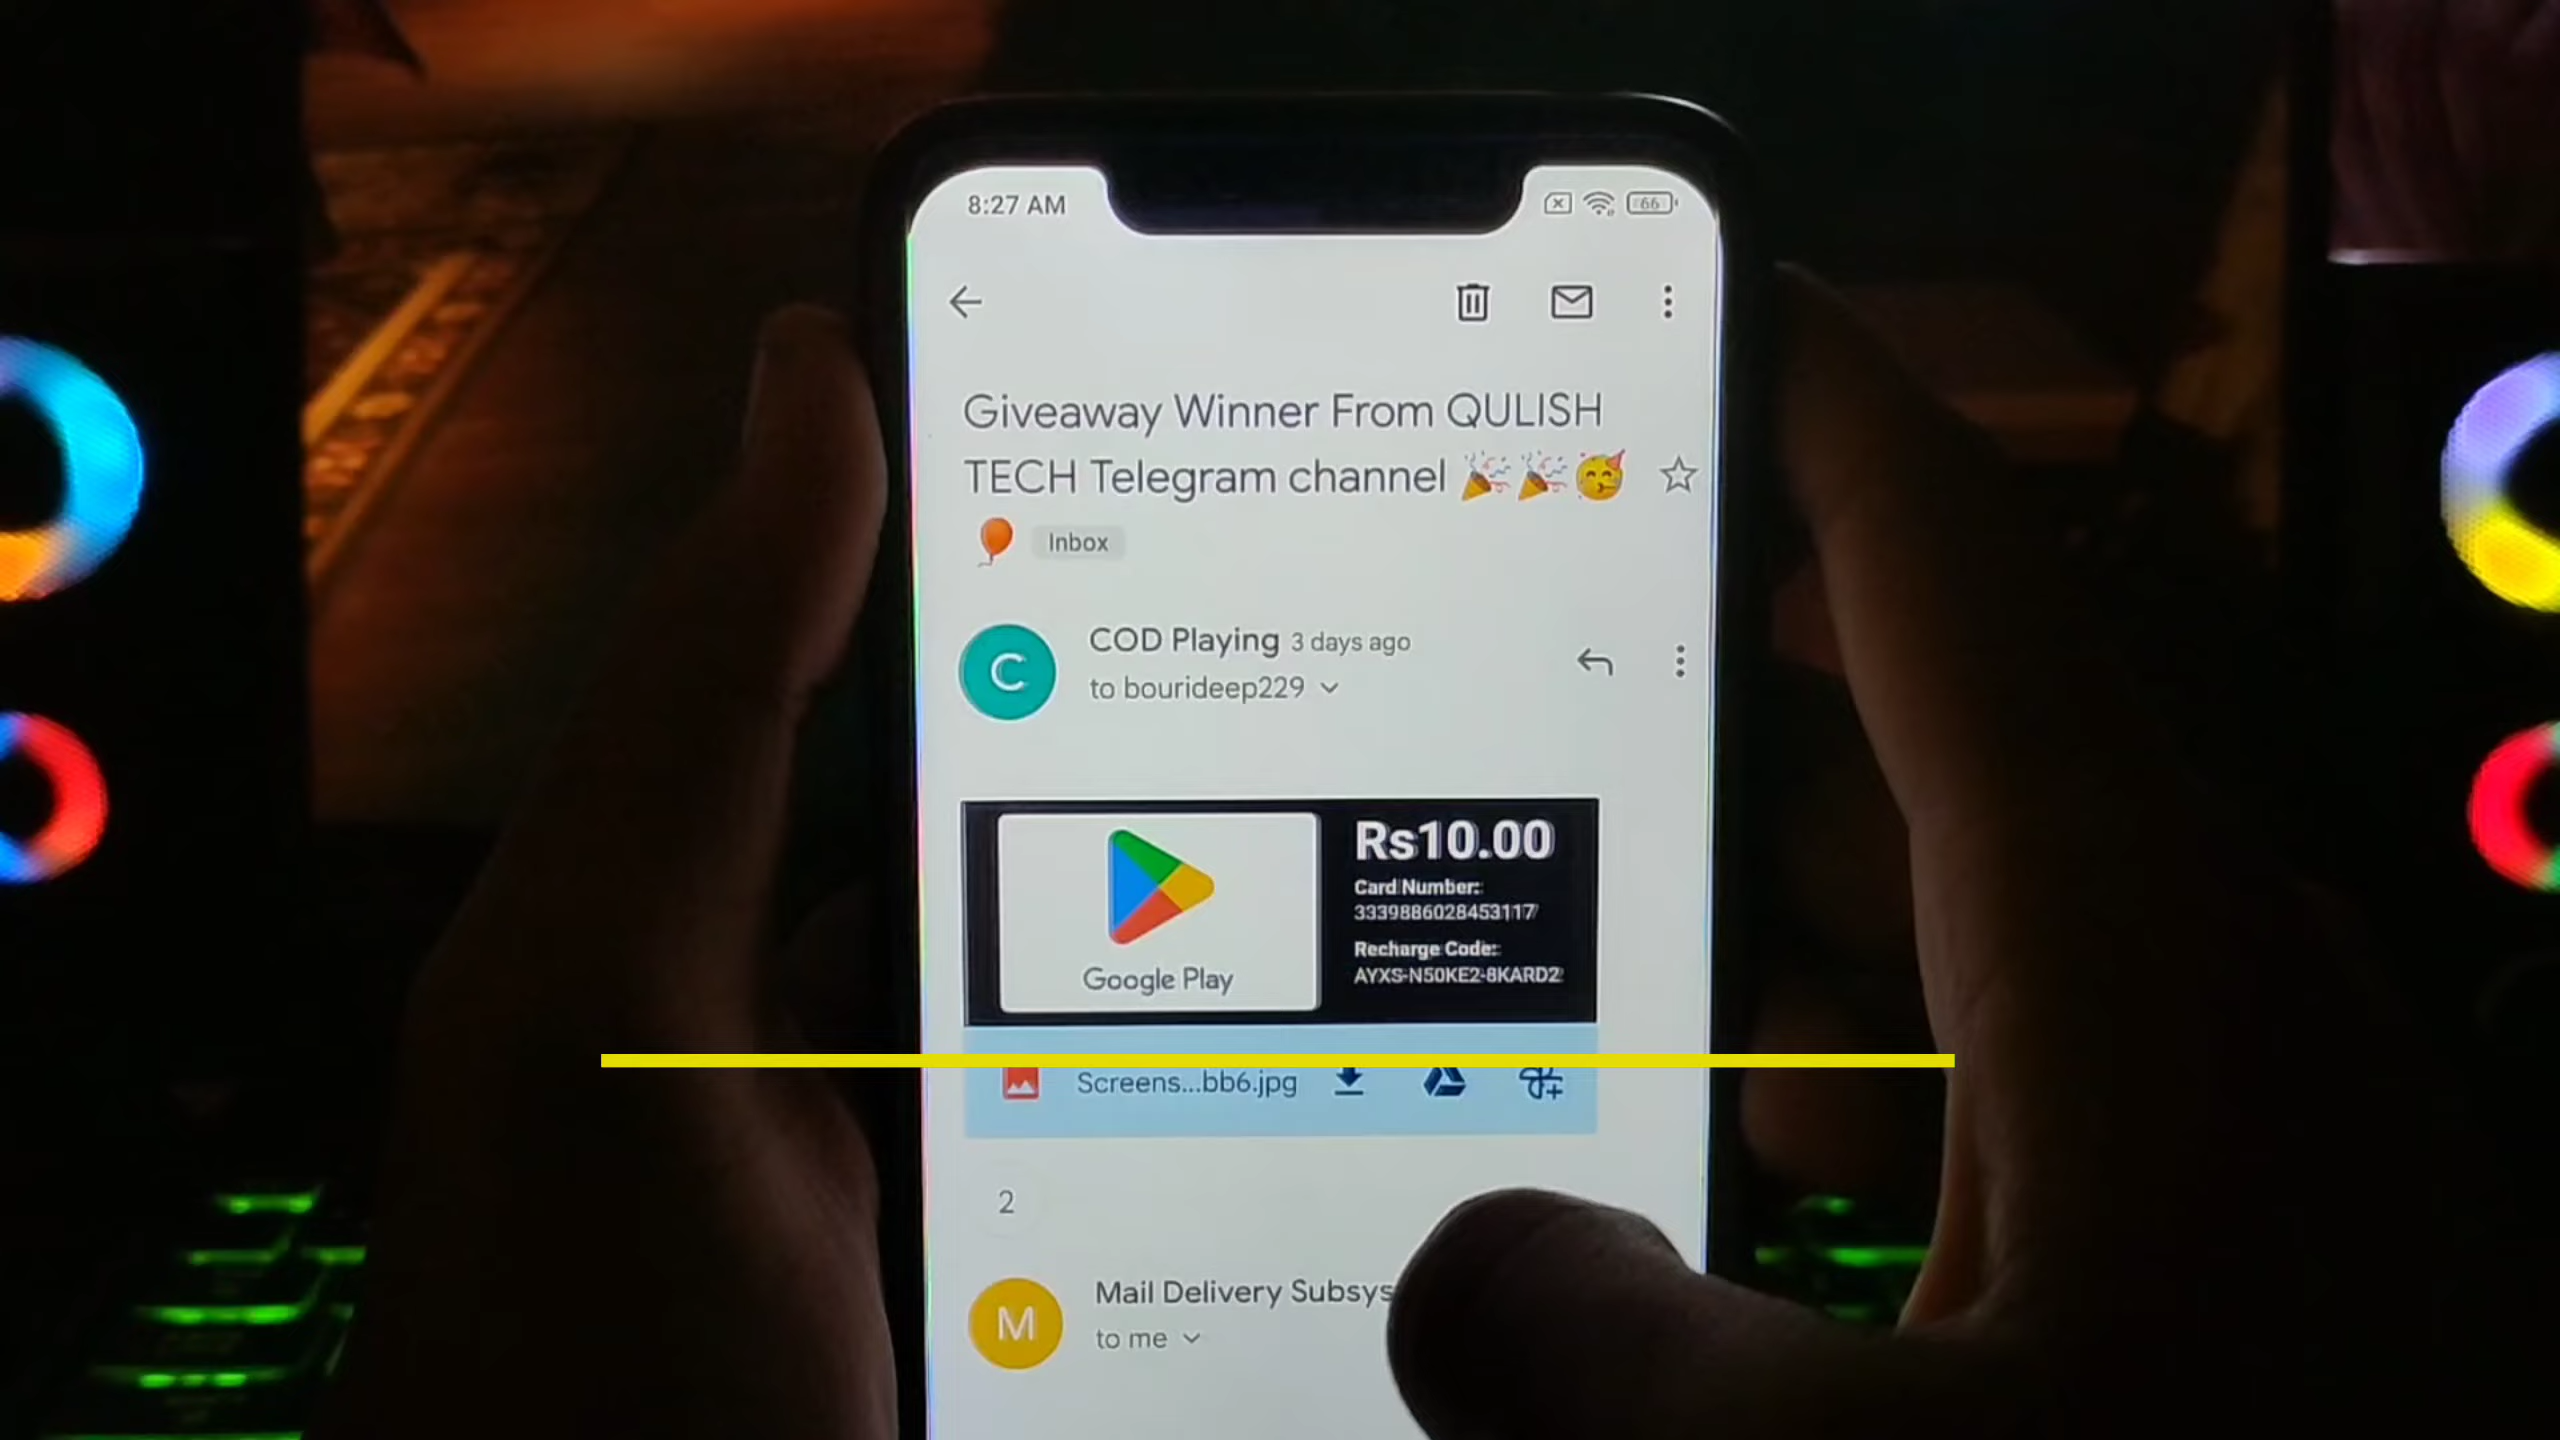 8:27 AM
66
Giveaway Winner From QULISH
TECH Telegram channel 🎉🎉🥳
🎈 Inbox
C
COD Playing 3 days ago
to bourideep229
Rs10.00
Card Number:
3339886028453117
Recharge Code:
AYXS-N50KE2-8KARD2
Google Play
Screens...bb6.jpg
2
M
Mail Delivery Subsys
to me